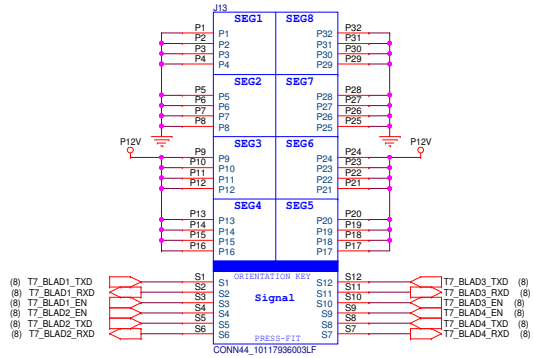 J13
SEG1 SEG8
P1 P1 P32 P32
P2 P2 P31 P31
P3 P3 P30 P30
P4 P4 P29 P29
SEG2 SEG7
P5 P5 P28 P28
P6 P6 P27 P27
P7 P7 P26 P26
P8 P8 P25 P25
P12V SEG3 SEG6 P12V
P9 P9 P24 P24
P10 P10 P23 P23
P11 P11 P22 P22
P12 P12 P21 P21
SEG4 SEG5
P13 P13 P20 P20
P14 P14 P19 P19
P15 P15 P18 P18
P16 P16 P17 P17
ORIENTATION KEY
(8) T7_BLAD1_TXD S1 S1 S12 S12 T7_BLAD3_TXD (8)
(8) T7_BLAD1_RXD S2 S2 S11 S11 T7_BLAD3_RXD (8)
(8) T7_BLAD1_EN S3 S3 Signal S10 S10 T7_BLAD3_EN (8)
(8) T7_BLAD2_EN S4 S4 S9 S9 T7_BLAD4_EN (8)
(8) T7_BLAD2_TXD S5 S5 S8 S8 T7_BLAD4_TXD (8)
(8) T7_BLAD2_RXD S6 S6 S7 S7 T7_BLAD4_RXD (8)
PRESS-FIT
CONN44_10117936003LF